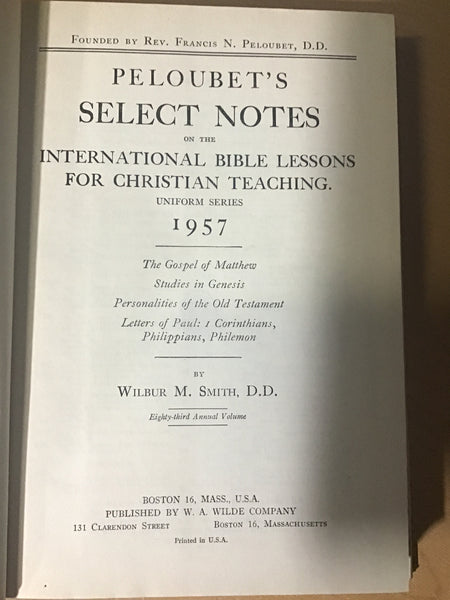 Founded by Rev. Francis N. Peloubet, D.D.
PELOUBET'S
SELECT NOTES
ON THE
INTERNATIONAL BIBLE LESSONS
FOR CHRISTIAN TEACHING.
UNIFORM SERIES
1957
The Gospel of Matthew
Studies in Genesis
Personalities of the Old Testament
Letters of Paul: 1 Corinthians,
Philippians, Philemon
BY
Wilbur M. Smith, D.D.
Eighty-third Annual Volume
BOSTON 16, MASS., U.S.A.
PUBLISHED BY W. A. WILDE COMPANY
131 Clarendon Street Boston 16, Massachusetts
Printed in U.S.A.